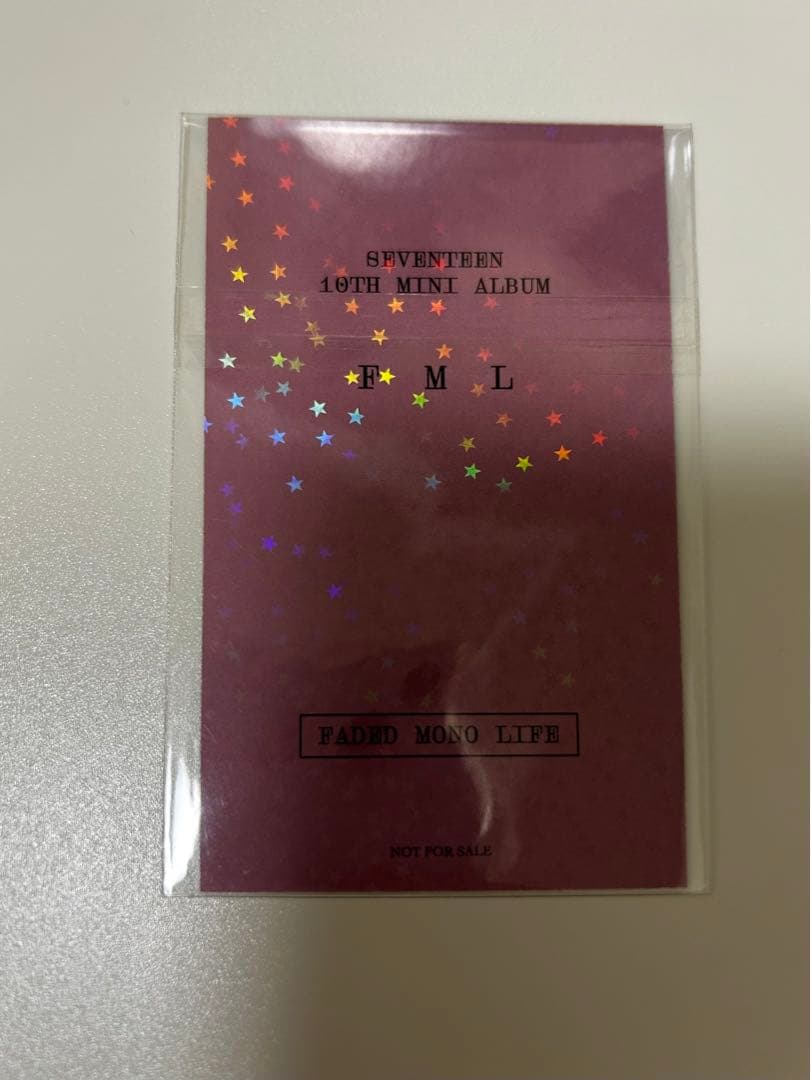 SEVENTEEN
10TH MINI ALBUM
F M L
FADED MONO LIFE
NOT FOR SALE